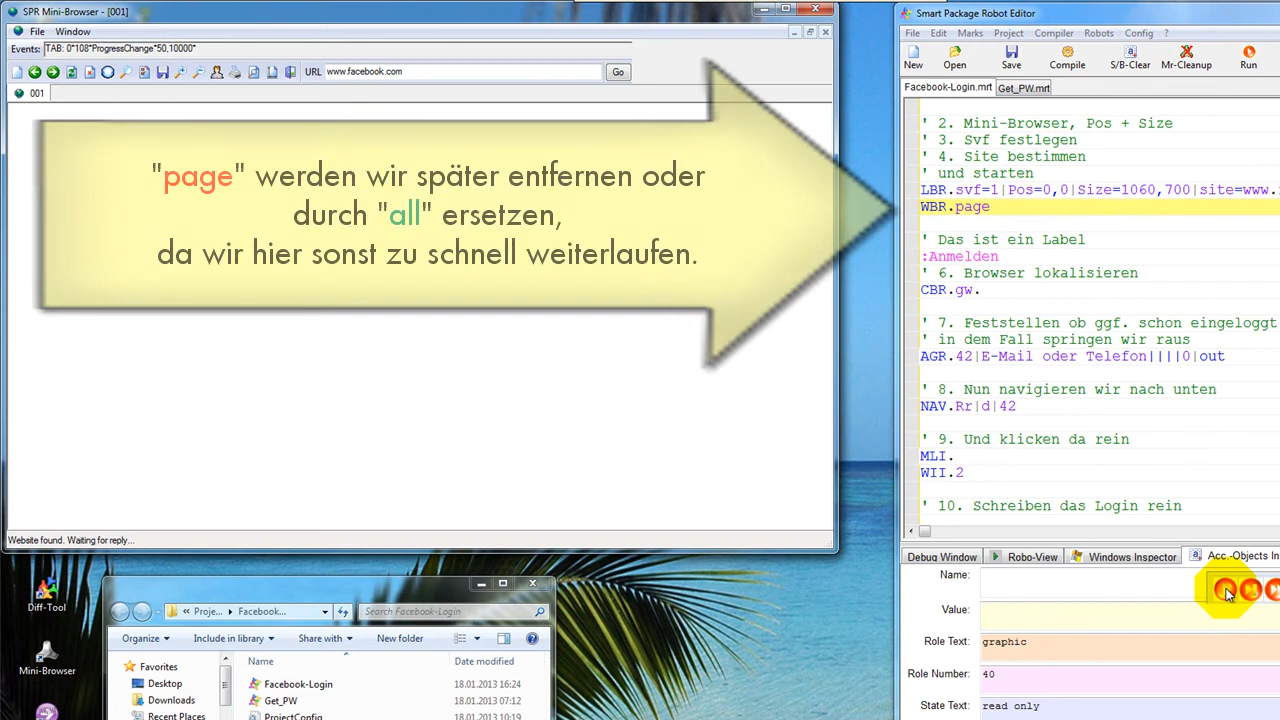 SPR Mini-Browser - [001]
File Window
Events: TAB: 0*108*ProgressChange*50,10000*
URL www.facebook.com Go
001
"page" werden wir später entfernen oder
durch "all" ersetzen,
da wir hier sonst zu schnell weiterlaufen.
Website found. Waiting for reply...
Smart Package Robot Editor
File Edit Marks Project Compiler Robots Config ?
New Open Save Compile S/B-Clear Mr-Cleanup Run
Facebook-Login.mrt Get_PW.mrt
' 2. Mini-Browser, Pos + Size
' 3. Svf festlegen
' 4. Site bestimmen
' und starten
LBR.svf=1|Pos=0,0|Size=1060,700|site=www.
WBR.page
' Das ist ein Label
:Anmelden
' 6. Browser lokalisieren
CBR.gw.
' 7. Feststellen ob ggf. schon eingeloggt
' in dem Fall springen wir raus
AGR.42|E-Mail oder Telefon||||0|out
' 8. Nun navigieren wir nach unten
NAV.Rr|d|42
' 9. Und klicken da rein
MLI.
WII.2
' 10. Schreiben das Login rein
Debug Window Robo-View Windows Inspector Acc.-Objects In
Name:
Value:
Role Text: graphic
Role Number: 40
State Text: read only
Diff-Tool
Mini-Browser
« Proje... Facebook... Search Facebook-Login
Organize Include in library Share with New folder
Favorites
Desktop
Downloads
Recent Places
Name Date modified
Facebook-Login 18.01.2013 16:24
Get_PW 18.01.2013 07:12
ProjectConfig 18.01.2013 10:19